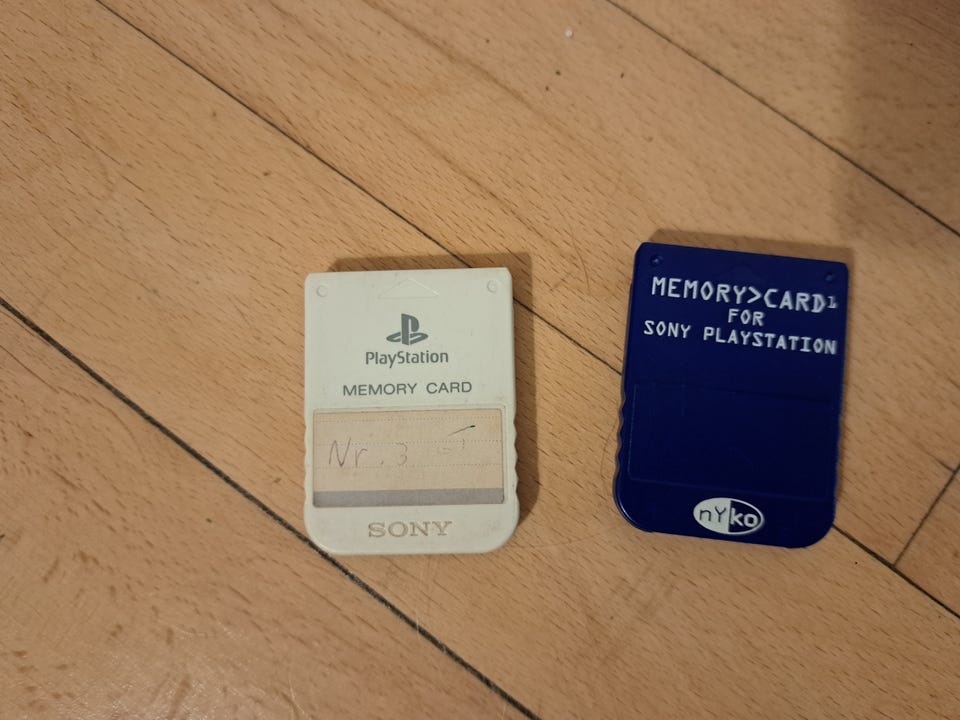 PlayStation
MEMORY CARD
Nr. 3
SONY
MEMORY>CARD¹
FOR
SONY PLAYSTATION
nYko